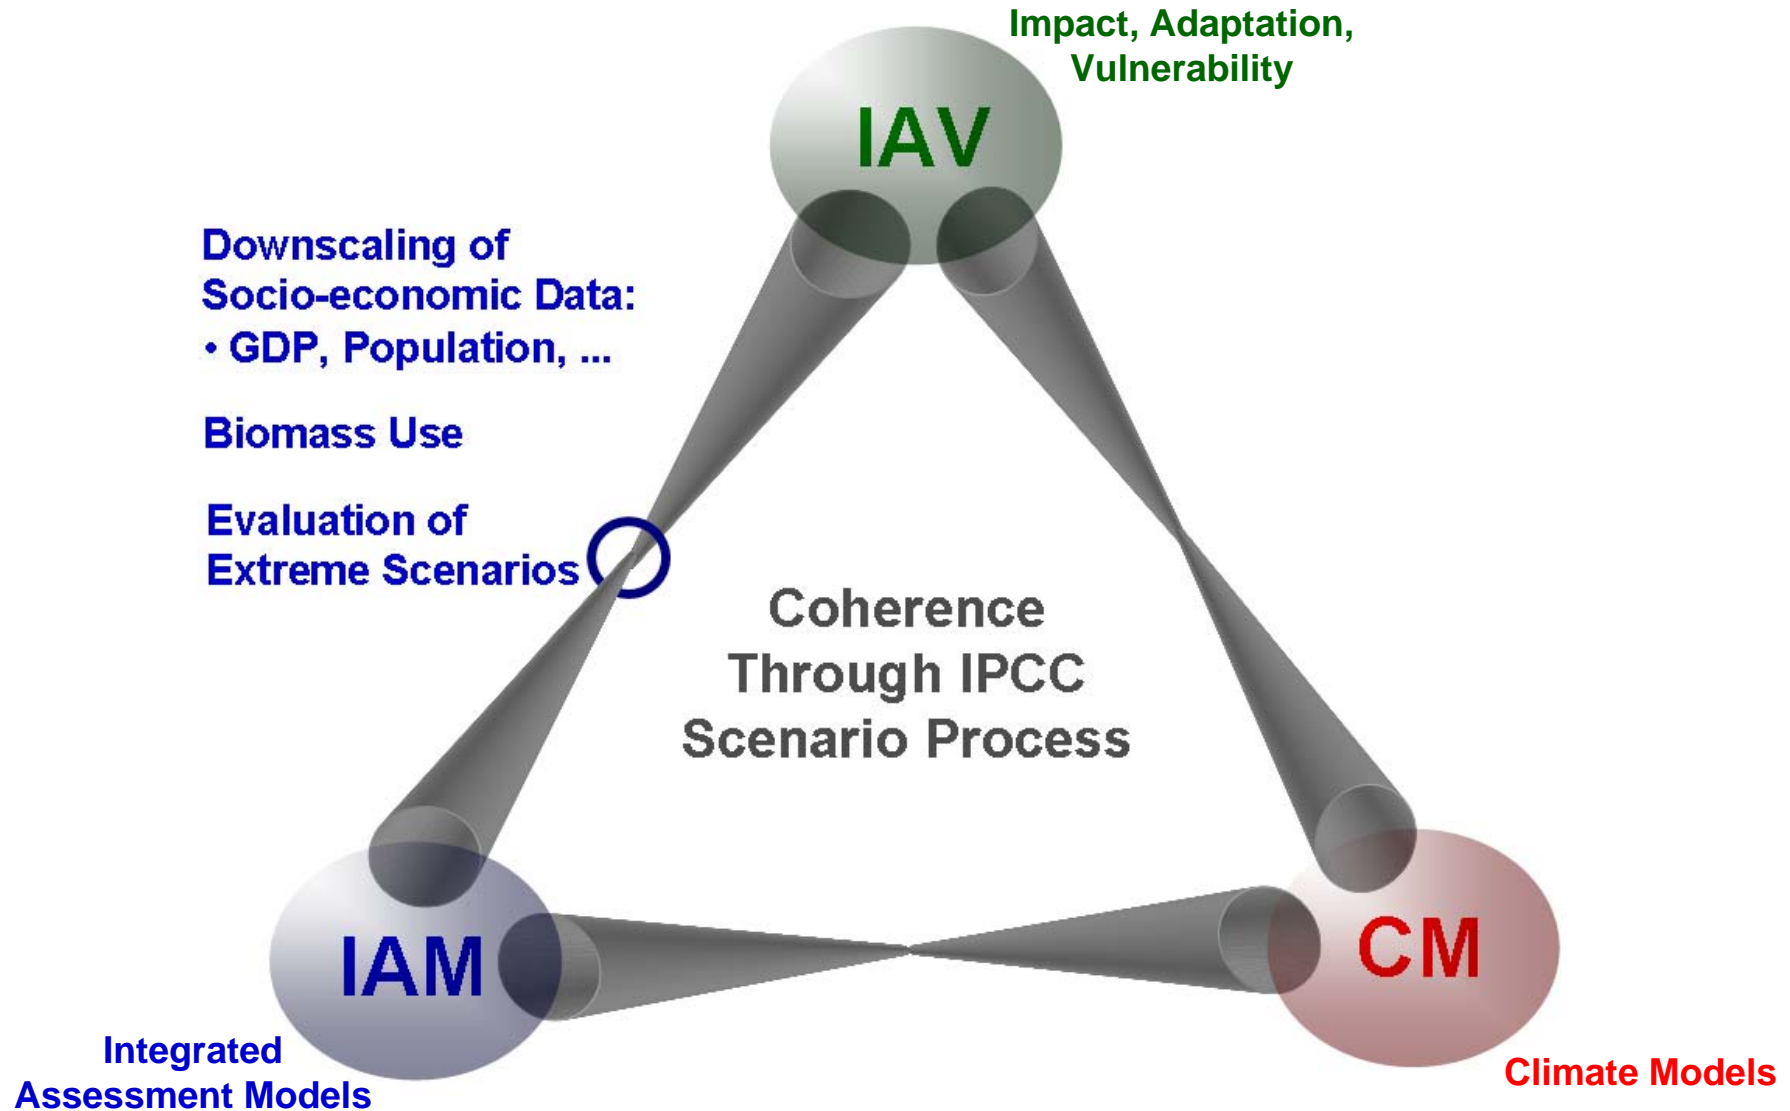 Impact, Adaptation,
Vulnerability
IAV
Downscaling of
Socio-economic Data:
• GDP, Population, ...
Biomass Use
Evaluation of
Extreme Scenarios
Coherence
Through IPCC
Scenario Process
IAM
CM
Integrated
Assessment Models
Climate Models